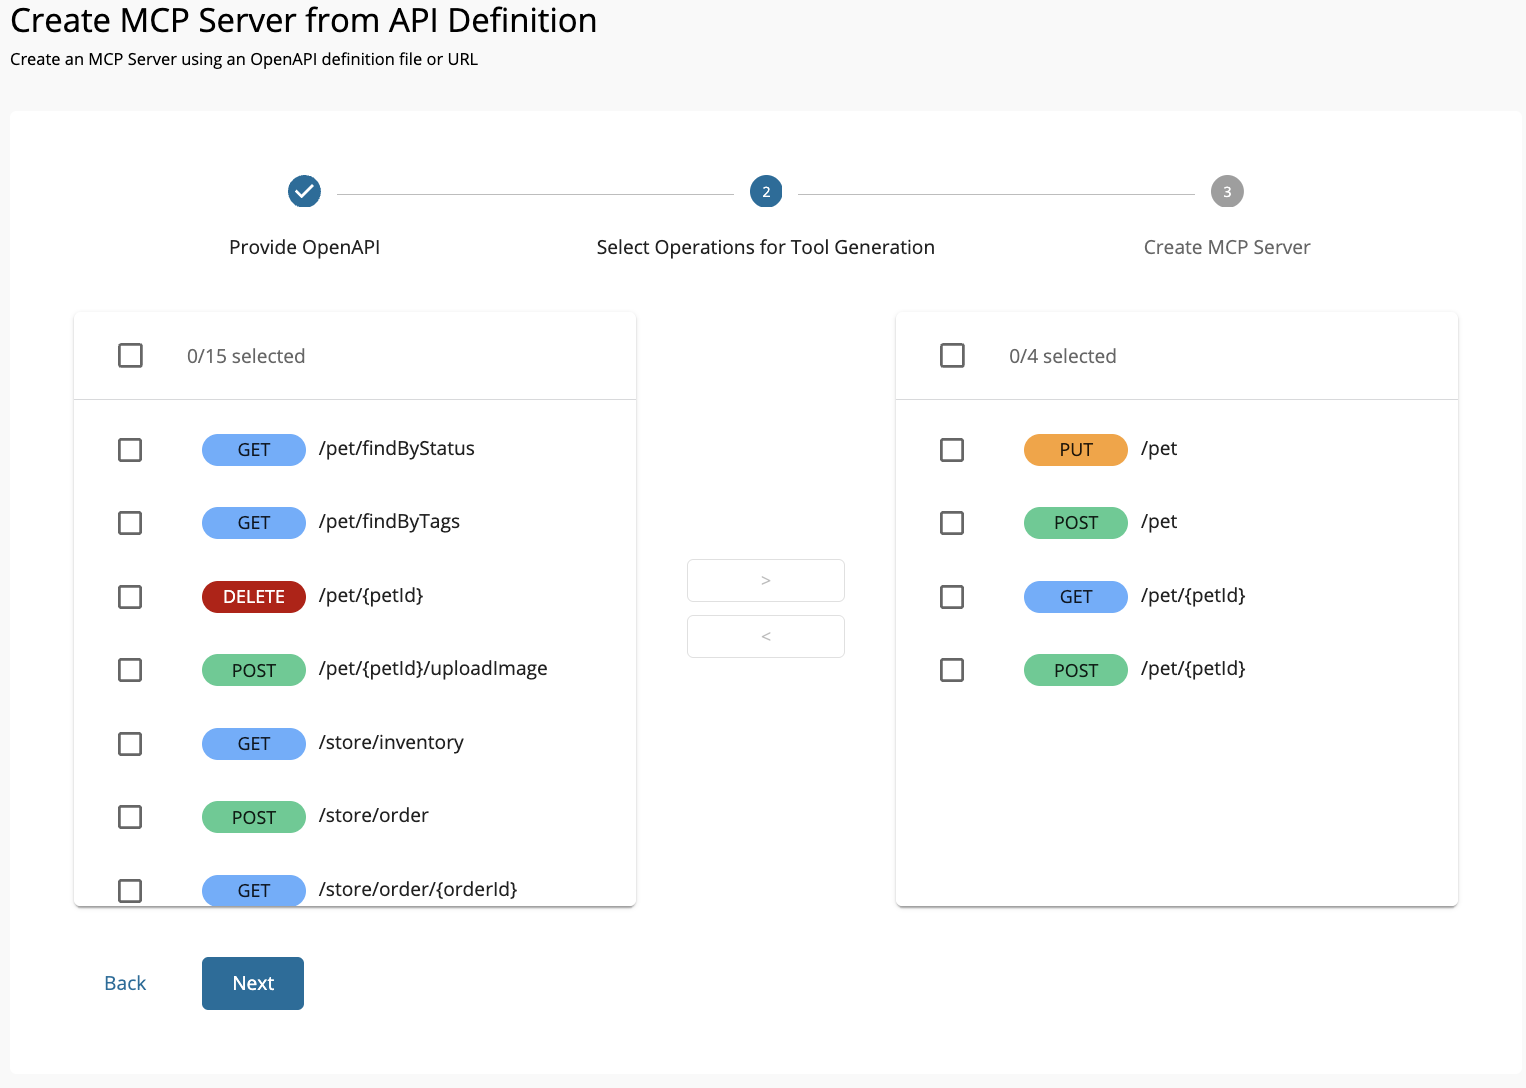 Create MCP Server from API Definition
Create an MCP Server using an OpenAPI definition file or URL
2
3
Provide OpenAPI
Select Operations for Tool Generation
Create MCP Server
0/15 selected
GET /pet/findByStatus
GET /pet/findByTags
DELETE /pet/{petId}
POST /pet/{petId}/uploadImage
GET /store/inventory
POST /store/order
GET /store/order/{orderId}
>
<
0/4 selected
PUT /pet
POST /pet
GET /pet/{petId}
POST /pet/{petId}
Back
Next